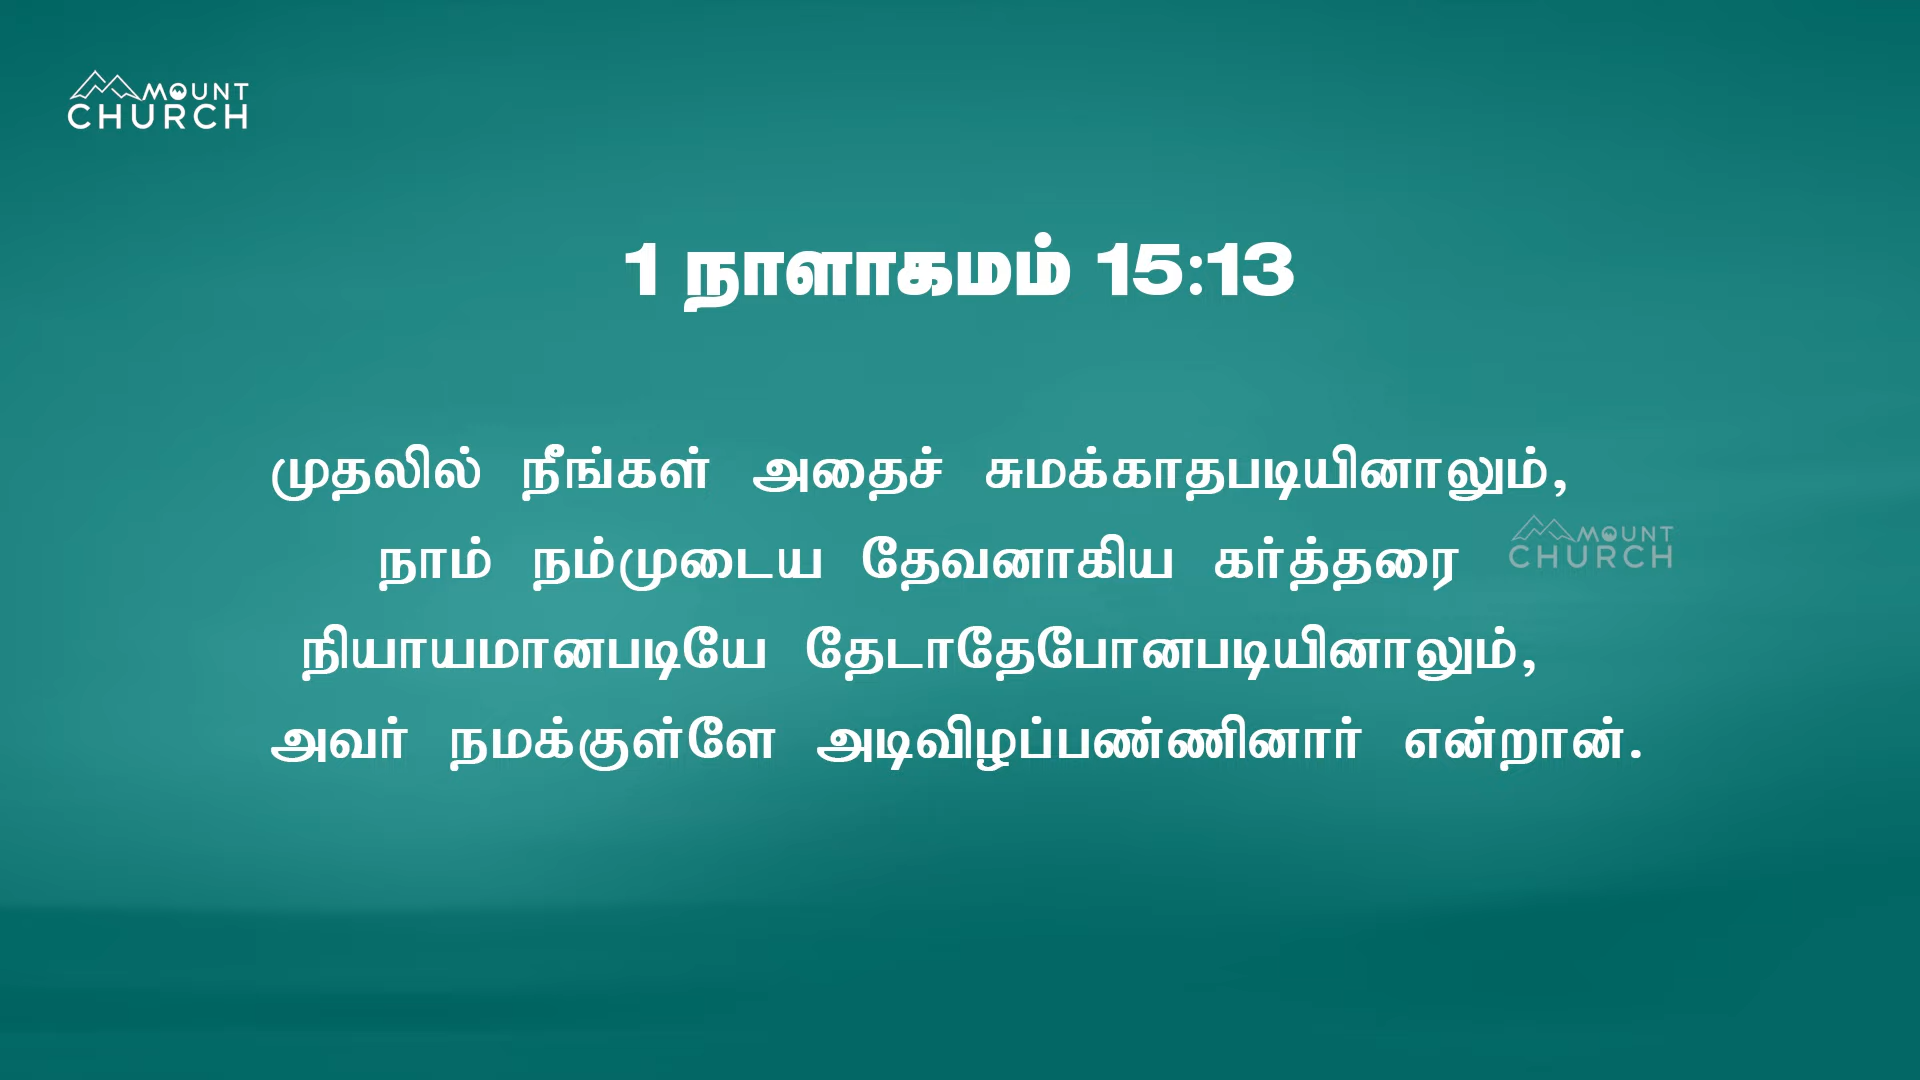 MOUNT
CHURCH
1 நாளாகமம் 15:13
முதலில் நீங்கள் அதைச் சுமக்காதபடியினாலும்,
நாம் நம்முடைய தேவனாகிய கர்த்தரை
MOUNT
CHURCH
நியாயமானபடியே தேடாதேபோனபடியினாலும்,
அவர் நமக்குள்ளே அடிவிழப்பண்ணினார் என்றான்.